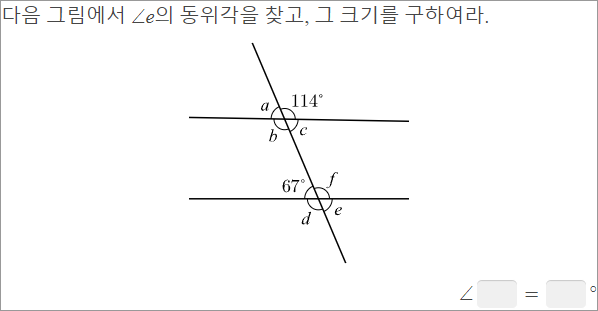 다음 그림에서 ∠e의 동위각을 찾고, 그 크기를 구하여라.
a 114°
b c
67° f
d e
∠ = °